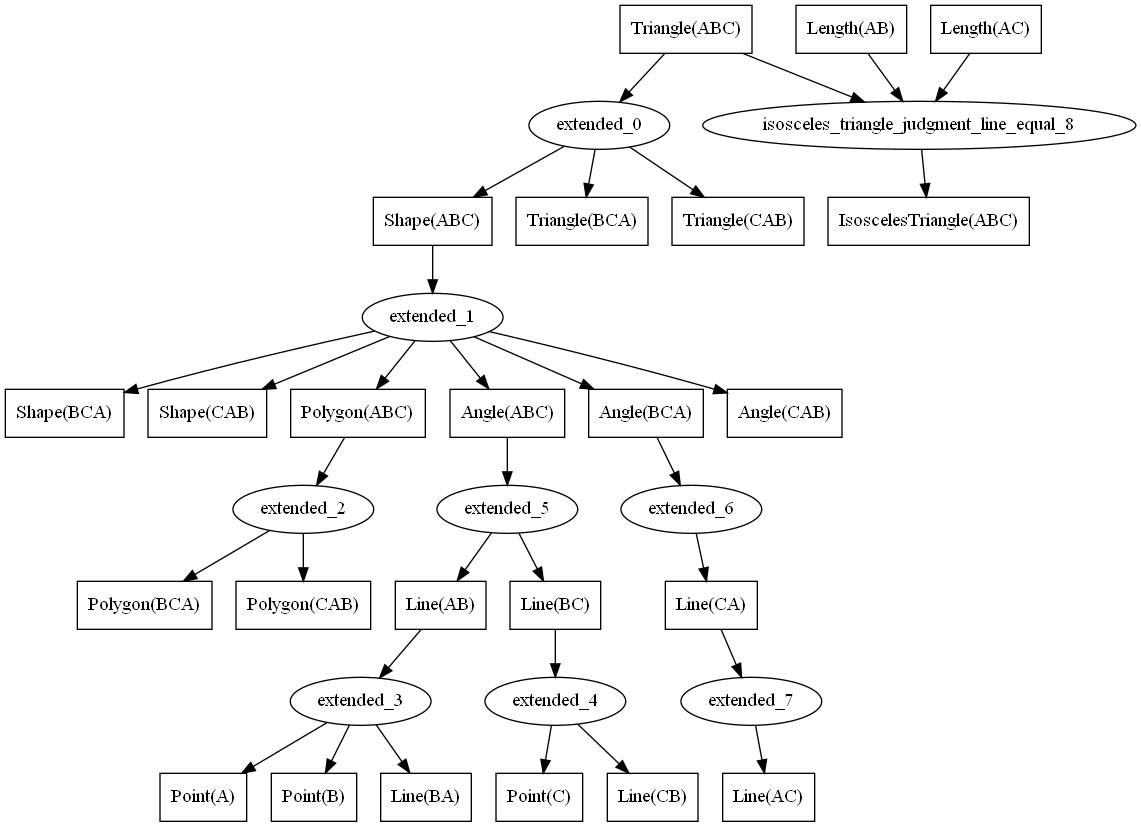 Triangle(ABC)
Length(AB)
Length(AC)
extended_0
isosceles_triangle_judgment_line_equal_8
Shape(ABC)
Triangle(BCA)
Triangle(CAB)
IsoscelesTriangle(ABC)
extended_1
Shape(BCA)
Shape(CAB)
Polygon(ABC)
Angle(ABC)
Angle(BCA)
Angle(CAB)
extended_2
extended_5
extended_6
Polygon(BCA)
Polygon(CAB)
Line(AB)
Line(BC)
Line(CA)
extended_3
extended_4
extended_7
Point(A)
Point(B)
Line(BA)
Point(C)
Line(CB)
Line(AC)